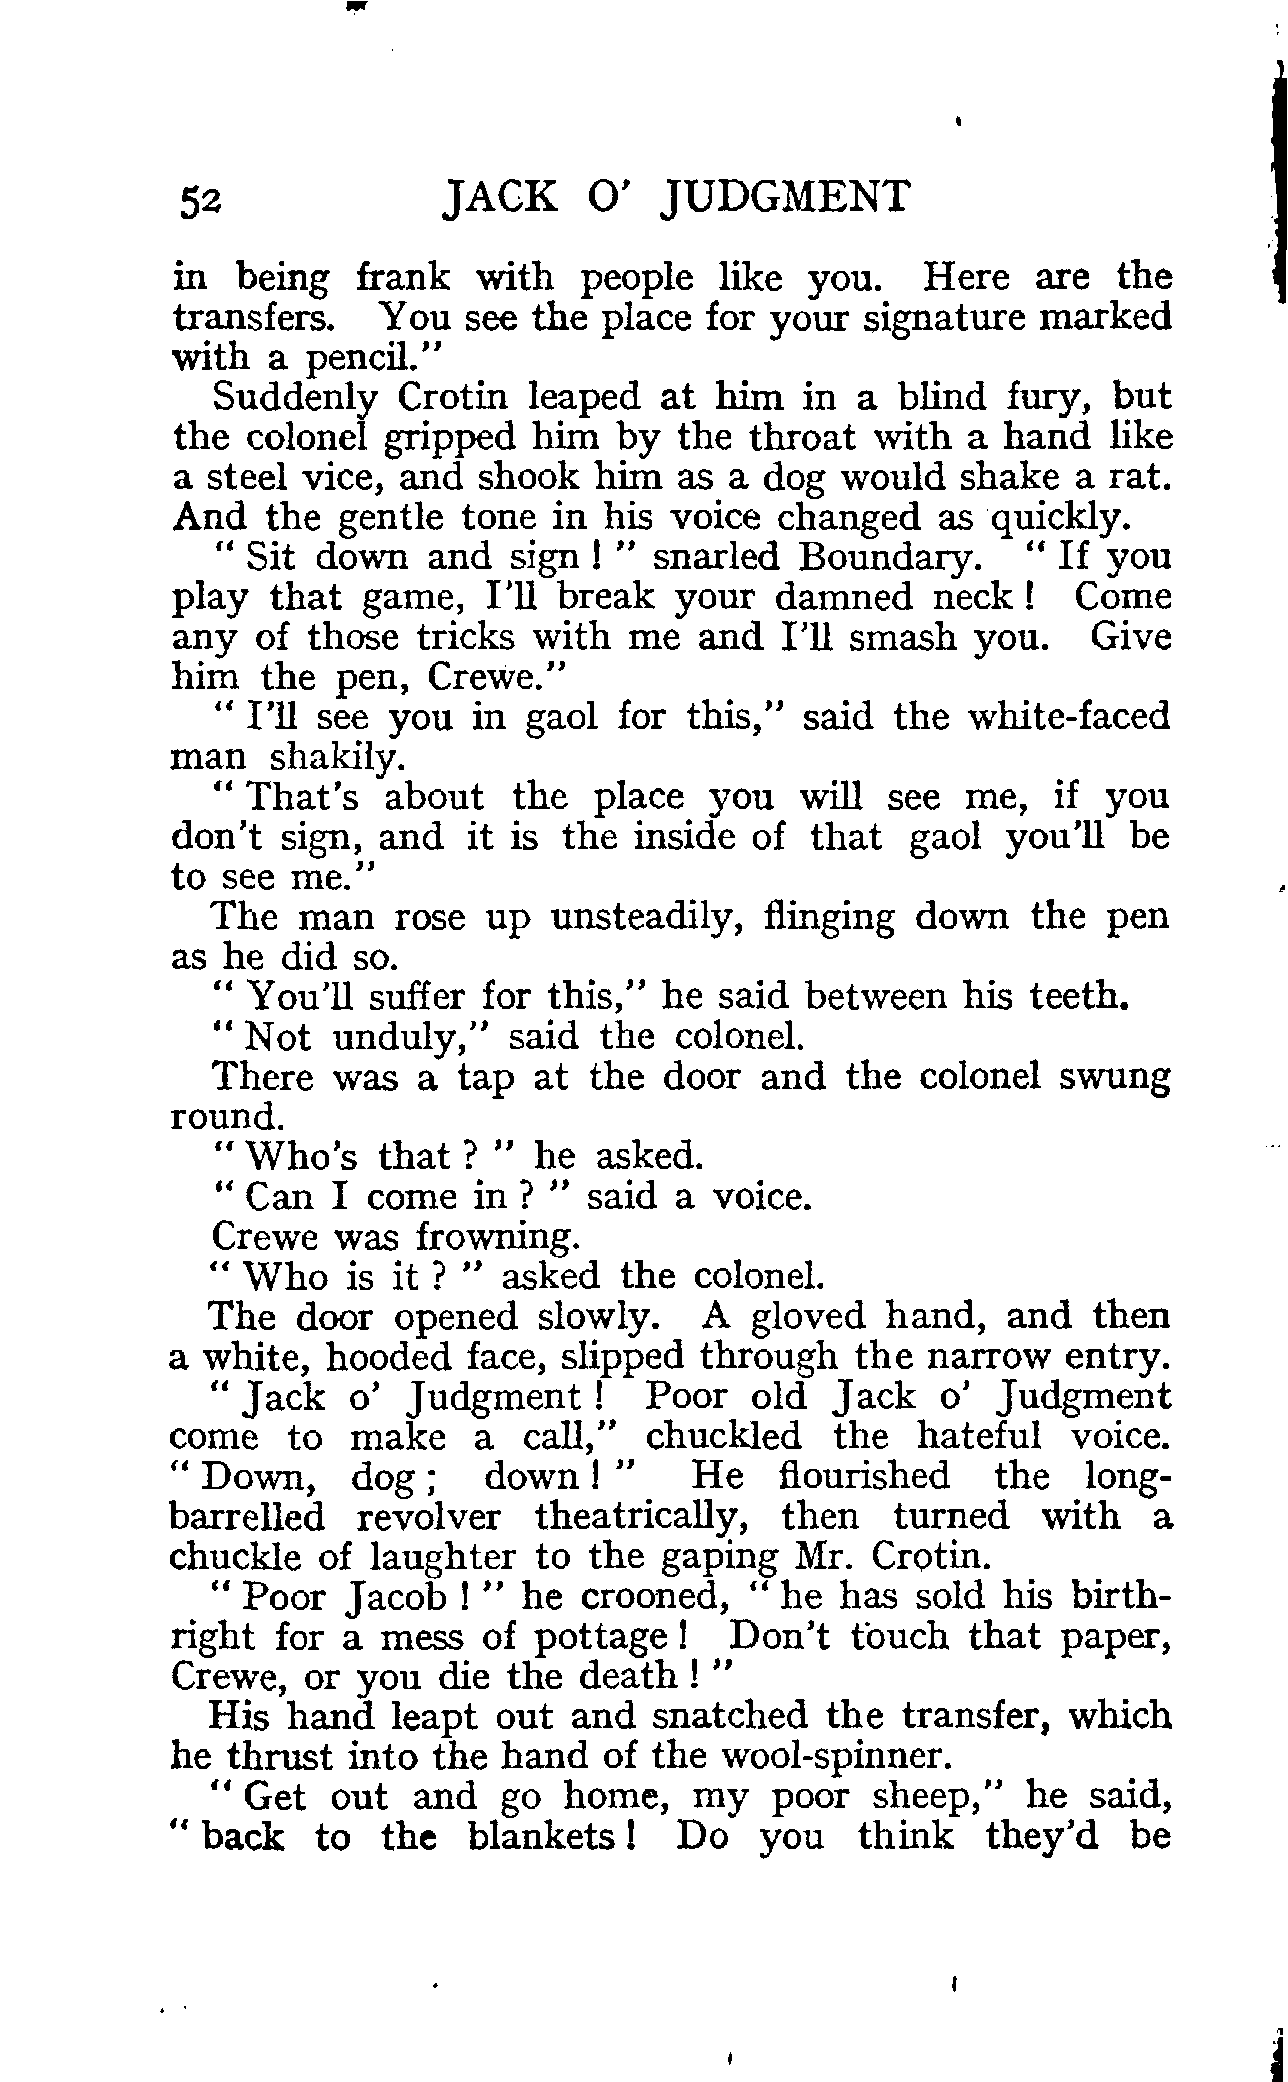 52 JACK O' JUDGMENT
in being frank with people like you. Here are the
transfers. You see the place for your signature marked
with a pencil."
Suddenly Crotin leaped at him in a blind fury, but
the colonel gripped him by the throat with a hand like
a steel vice, and shook him as a dog would shake a rat.
And the gentle tone in his voice changed as quickly.
" Sit down and sign ! " snarled Boundary. " If you
play that game, I'll break your damned neck ! Come
any of those tricks with me and I'll smash you. Give
him the pen, Crewe."
" I'll see you in gaol for this," said the white-faced
man shakily.
" That's about the place you will see me, if you
don't sign, and it is the inside of that gaol you'll be
to see me."
The man rose up unsteadily, flinging down the pen
as he did so.
" You'll suffer for this," he said between his teeth.
" Not unduly," said the colonel.
There was a tap at the door and the colonel swung
round.
" Who's that ? " he asked.
" Can I come in ? " said a voice.
Crewe was frowning.
" Who is it ? " asked the colonel.
The door opened slowly. A gloved hand, and then
a white, hooded face, slipped through the narrow entry.
" Jack o' Judgment ! Poor old Jack o' Judgment
come to make a call," chuckled the hateful voice.
" Down, dog ; down ! " He flourished the long-
barrelled revolver theatrically, then turned with a
chuckle of laughter to the gaping Mr. Crotin.
" Poor Jacob ! " he crooned, " he has sold his birth-
right for a mess of pottage ! Don't touch that paper,
Crewe, or you die the death ! "
His hand leapt out and snatched the transfer, which
he thrust into the hand of the wool-spinner.
" Get out and go home, my poor sheep," he said,
" back to the blankets ! Do you think they'd be